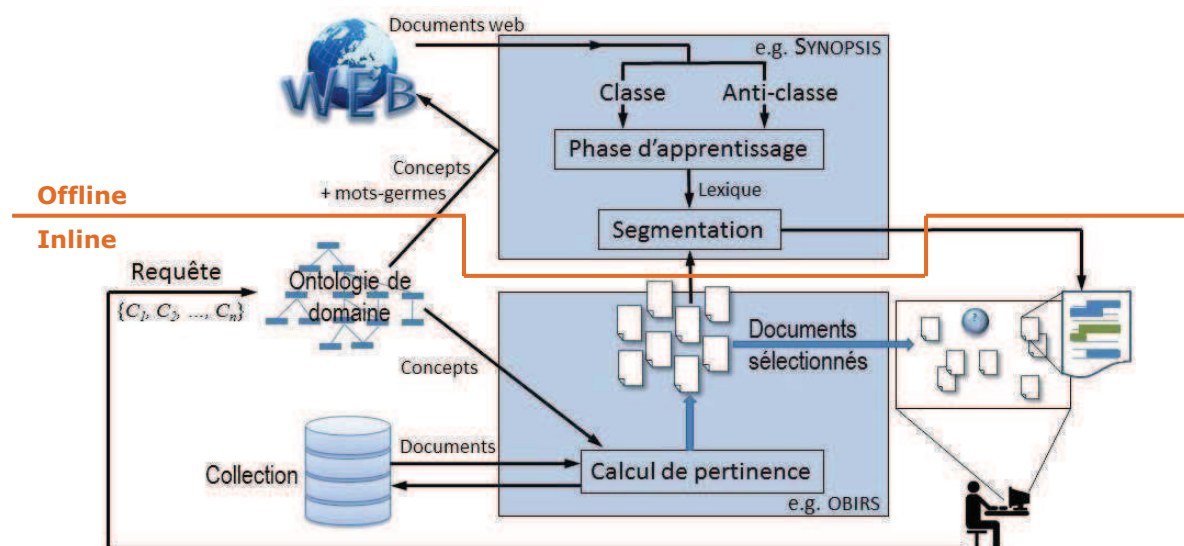 Documents web
e.g. SYNOPSIS
WEB
Classe
Anti-classe
Phase d'apprentissage
Concepts
+ mots-germes
Lexique
Offline
Inline
Segmentation
Requête
{C1, C2, ..., Cn}
Ontologie de
domaine
Documents
sélectionnés
?
Concepts
Documents
Collection
Calcul de pertinence
e.g. OBIRS